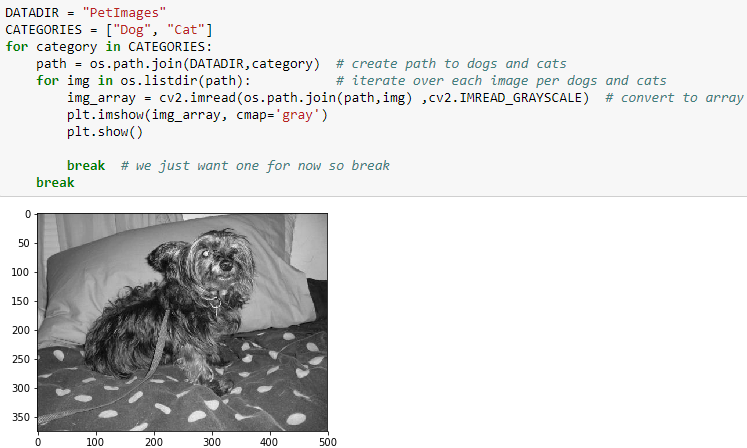 DATADIR = "PetImages"
CATEGORIES = ["Dog", "Cat"]
for category in CATEGORIES:
    path = os.path.join(DATADIR,category)  # create path to dogs and cats
    for img in os.listdir(path):           # iterate over each image per dogs and cats
        img_array = cv2.imread(os.path.join(path,img) ,cv2.IMREAD_GRAYSCALE)  # convert to array
        plt.imshow(img_array, cmap='gray')
        plt.show()
        break  # we just want one for now so break
    break
0
50
100
150
200
250
300
350
0 100 200 300 400 500